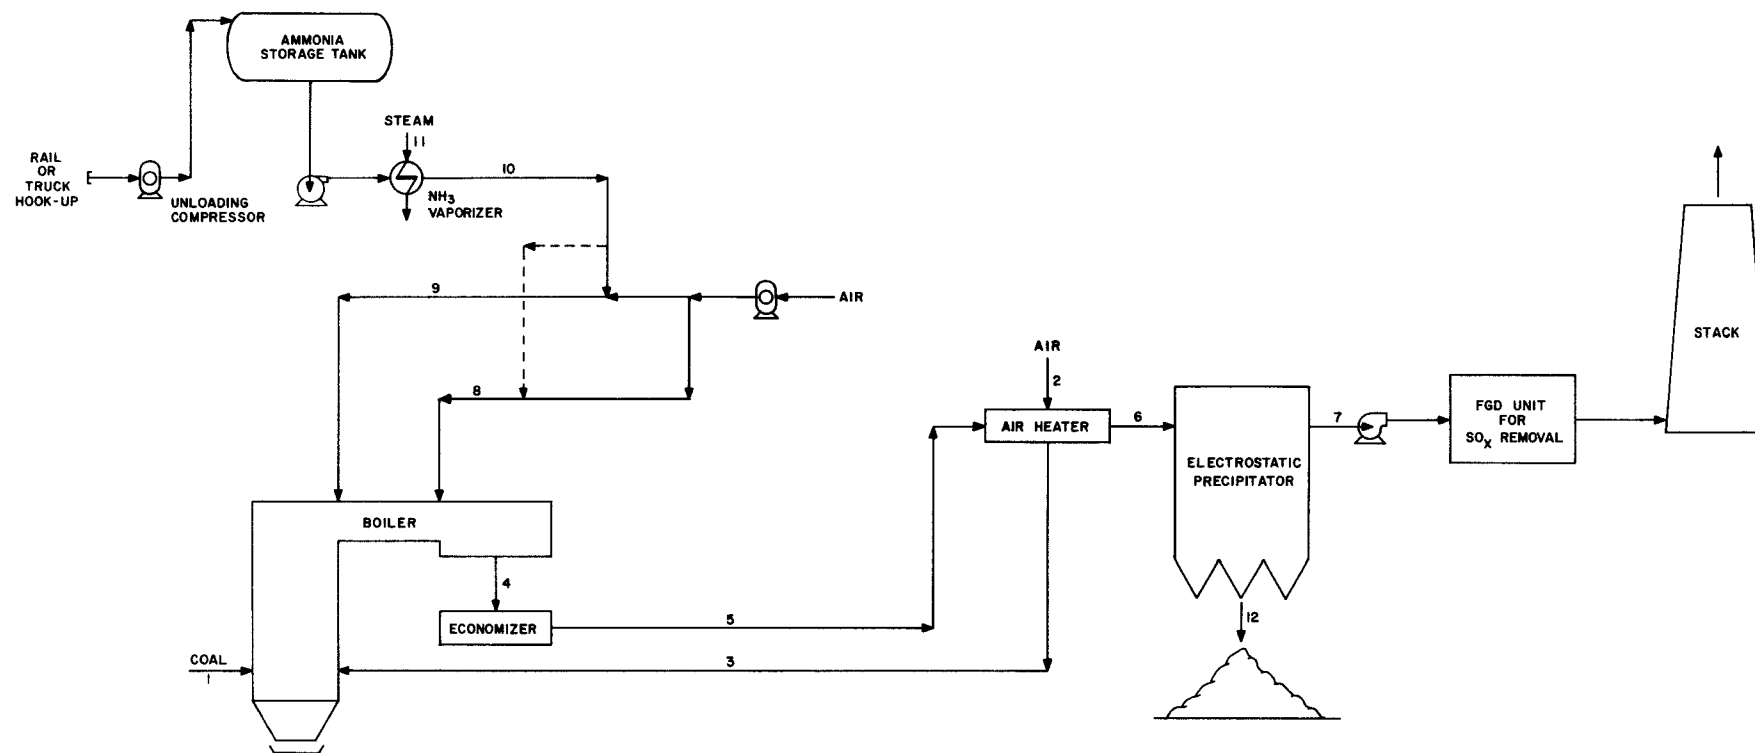 AMMONIA
STORAGE TANK
STEAM
11
RAIL
OR
TRUCK
HOOK-UP
10
UNLOADING
COMPRESSOR
NH3
VAPORIZER
9
AIR
8
AIR
2
AIR HEATER
6
7
FGD UNIT
FOR
SOX REMOVAL
STACK
ELECTROSTATIC
PRECIPITATOR
BOILER
4
ECONOMIZER
5
12
COAL
1
3